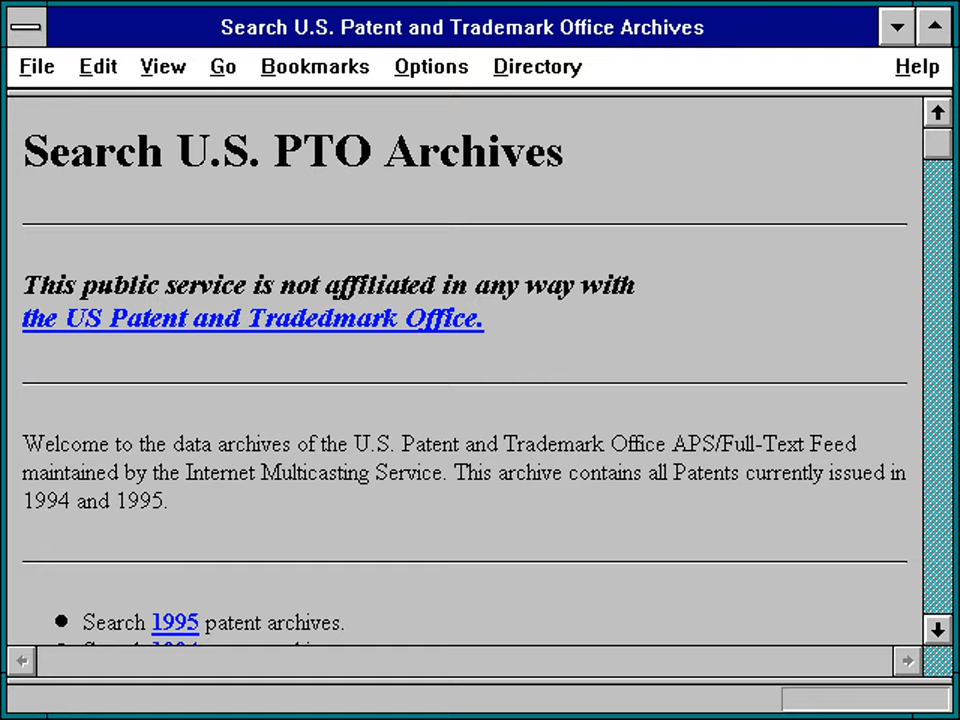 Search U.S. Patent and Trademark Office Archives
File Edit View Go Bookmarks Options Directory Help
Search U.S. PTO Archives
This public service is not affiliated in any way with
the US Patent and Tradedmark Office.
Welcome to the data archives of the U.S. Patent and Trademark Office APS/Full-Text Feed
maintained by the Internet Multicasting Service. This archive contains all Patents currently issued in
1994 and 1995.
Search 1995 patent archives.